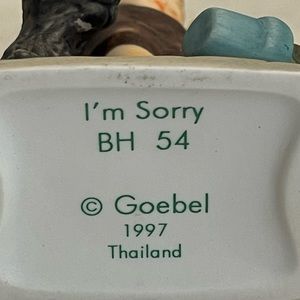 I'm Sorry
BH 54
© Goebel
1997
Thailand